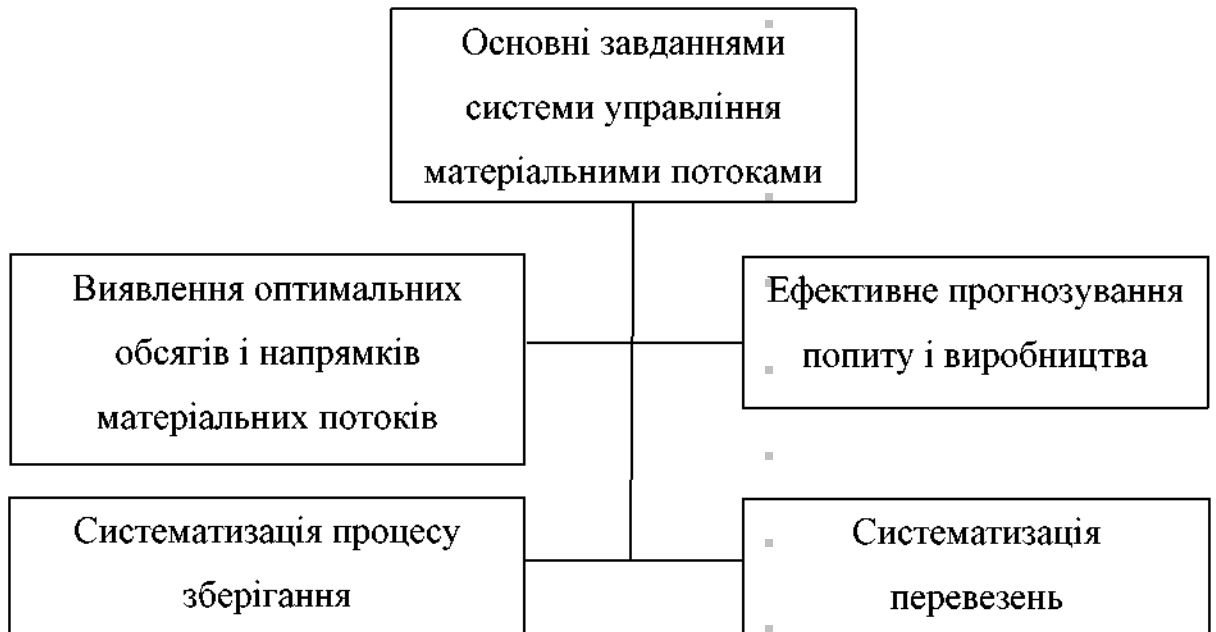 Основні завданнями
системи управління
матеріальними потоками
Виявлення оптимальних
обсягів і напрямків
матеріальних потоків
Ефективне прогнозування
попиту і виробництва
Систематизація процесу
зберігання
Систематизація
перевезень